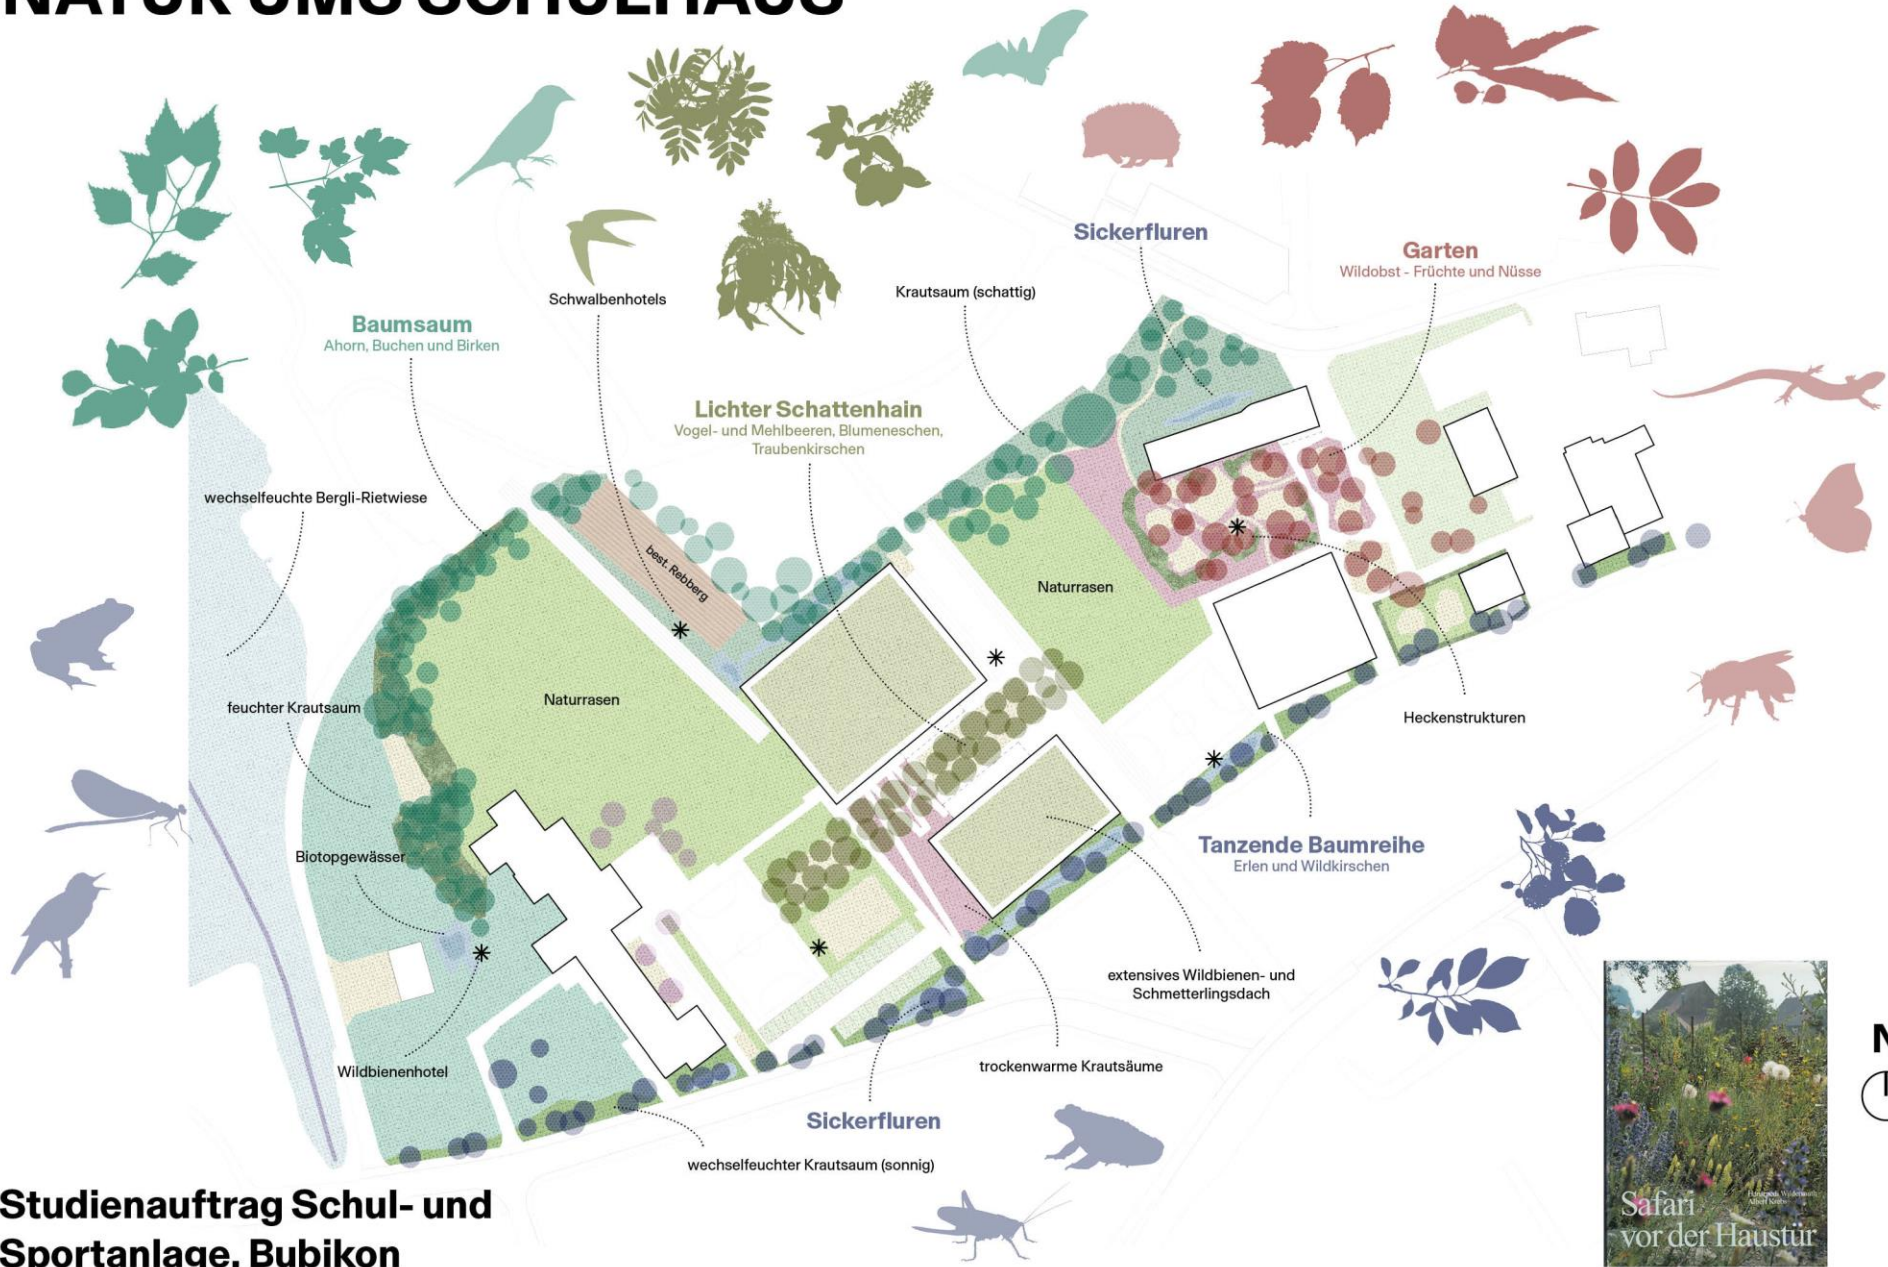 NATUR UMS SCHULHAUS
Sickerfluren
Garten
Wildobst - Früchte und Nüsse
Schwalbenhotels
Krautsaum (schattig)
Baumsaum
Ahorn, Buchen und Birken
Lichter Schattenhain
Vogel- und Mehlbeeren, Blumeneschen,
Traubenkirschen
wechselfeuchte Bergli-Rietwiese
best. Rebberg
Naturrasen
Naturrasen
feuchter Krautsaum
Heckenstrukturen
Biotopgewässer
Tanzende Baumreihe
Erlen und Wildkirschen
extensives Wildbienen- und
Schmetterlingsdach
Wildbienenhotel
trockenwarme Krautsäume
Sickerfluren
wechselfeuchter Krautsaum (sonnig)
Studienauftrag Schul- und
Sportanlage, Bubikon
Safari
vor der Haustür